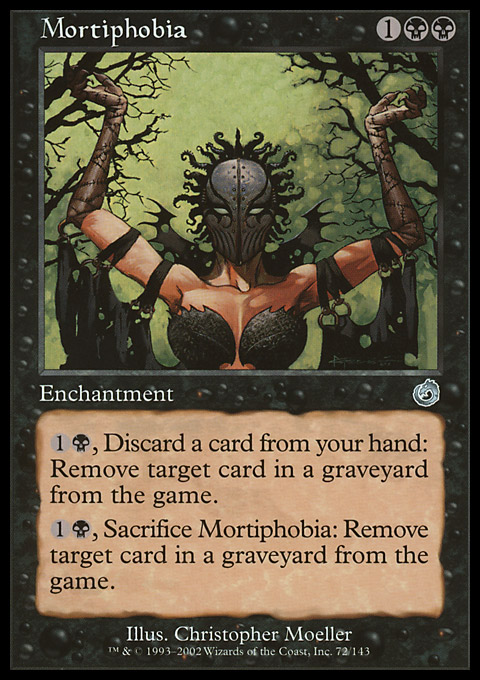 Mortiphobia 1
Enchantment
1, Discard a card from your hand:
Remove target card in a graveyard
from the game.
1, Sacrifice Mortiphobia: Remove
target card in a graveyard from the
game.
Illus. Christopher Moeller
™ & © 1993–2002 Wizards of the Coast, Inc. 72/143